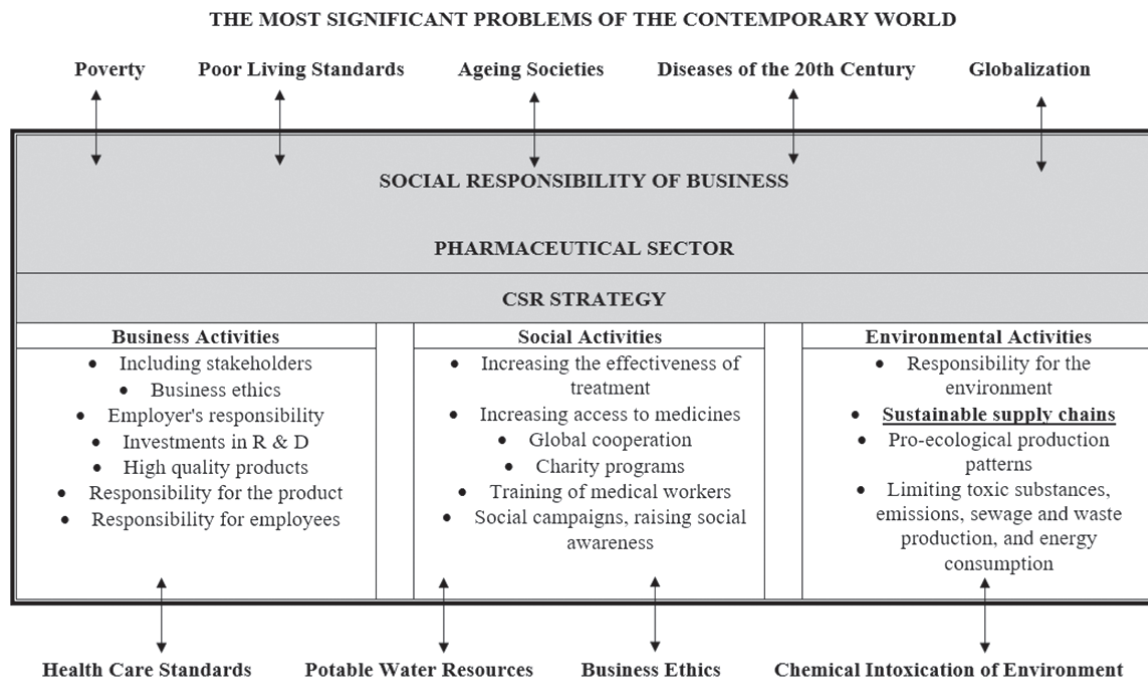 THE MOST SIGNIFICANT PROBLEMS OF THE CONTEMPORARY WORLD
Poverty
Poor Living Standards
Ageing Societies
Diseases of the 20th Century
Globalization
SOCIAL RESPONSIBILITY OF BUSINESS
PHARMACEUTICAL SECTOR
CSR STRATEGY
Business Activities
• Including stakeholders
• Business ethics
• Employer's responsibility
• Investments in R & D
• High quality products
• Responsibility for the product
• Responsibility for employees
Social Activities
• Increasing the effectiveness of
treatment
• Increasing access to medicines
• Global cooperation
• Charity programs
• Training of medical workers
• Social campaigns, raising social
awareness
Environmental Activities
• Responsibility for the
environment
• Sustainable supply chains
• Pro-ecological production
patterns
• Limiting toxic substances,
emissions, sewage and waste
production, and energy
consumption
Health Care Standards
Potable Water Resources
Business Ethics
Chemical Intoxication of Environment